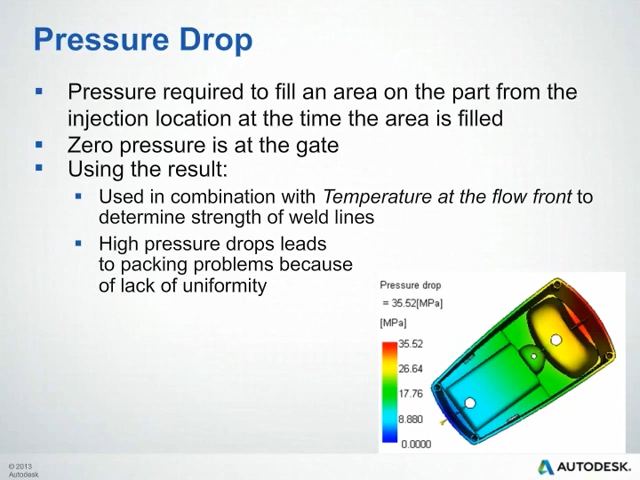 Pressure Drop
Pressure required to fill an area on the part from the
injection location at the time the area is filled
Zero pressure is at the gate
Using the result:
Used in combination with Temperature at the flow front to
determine strength of weld lines
High pressure drops leads
to packing problems because
of lack of uniformity
Pressure drop
= 35.52[MPa]
[MPa]
35.52
26.64
17.76
8.880
0.0000
© 2013
Autodesk
AUTODESK.